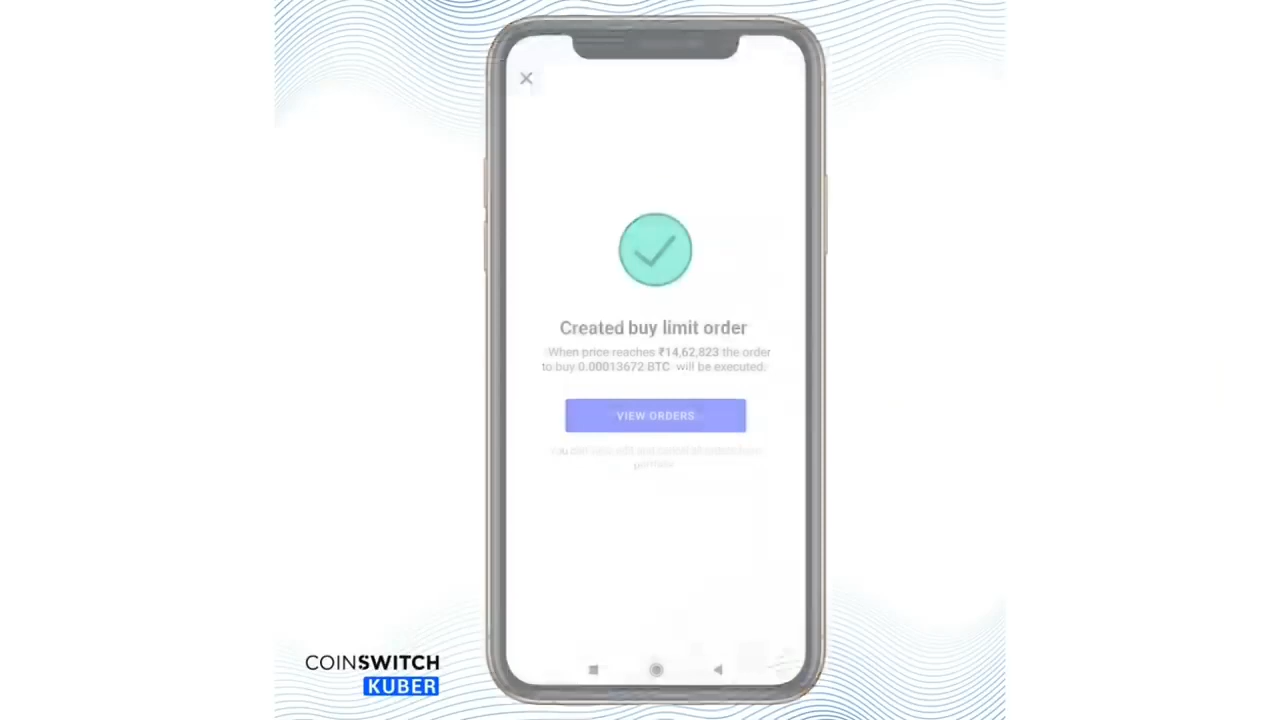 Created buy limit order
When price reaches ₹14,62,823 the order
to buy 0.00013672 BTC will be executed.
VIEW ORDERS
COINSWITCH
KUBER